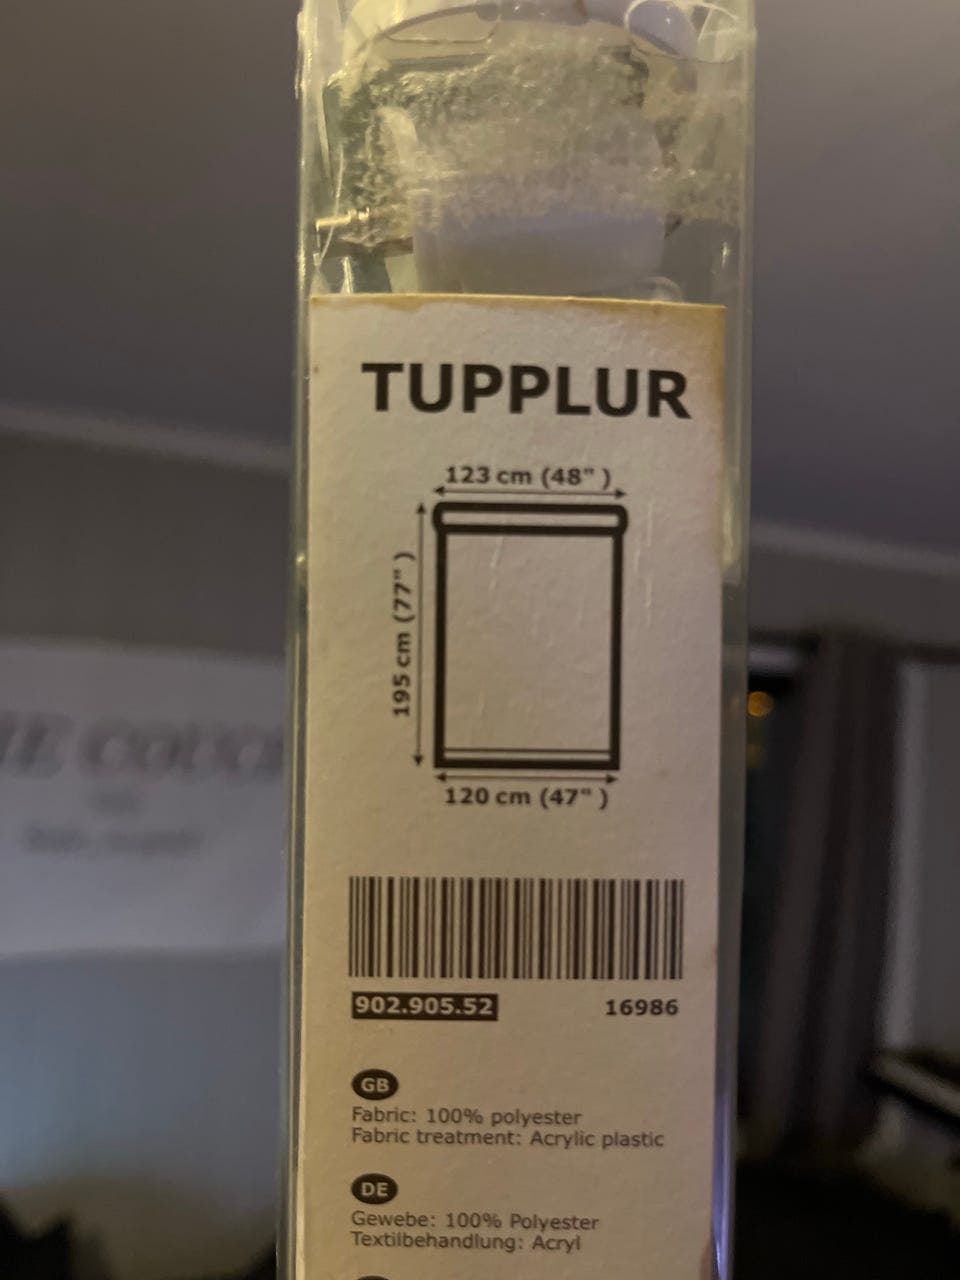 TUPPLUR
123 cm (48" )
195 cm (77" )
120 cm (47" )
902.905.52
16986
GB
Fabric: 100% polyester
Fabric treatment: Acrylic plastic
DE
Gewebe: 100% Polyester
Textilbehandlung: Acryl
COUCH